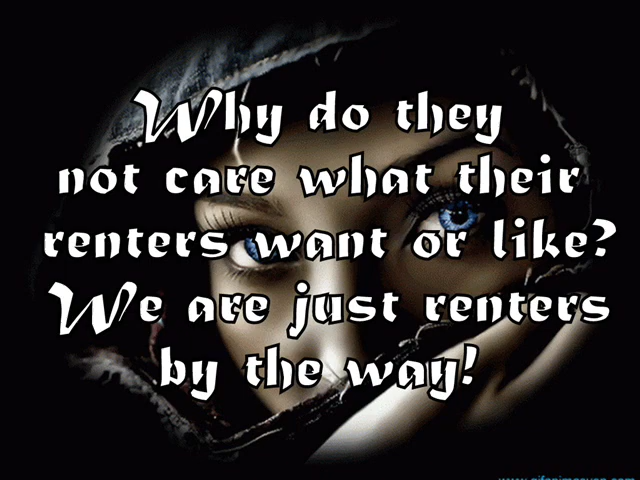 Why do they
not care what their
renters want or like?
We are just renters
by the way!